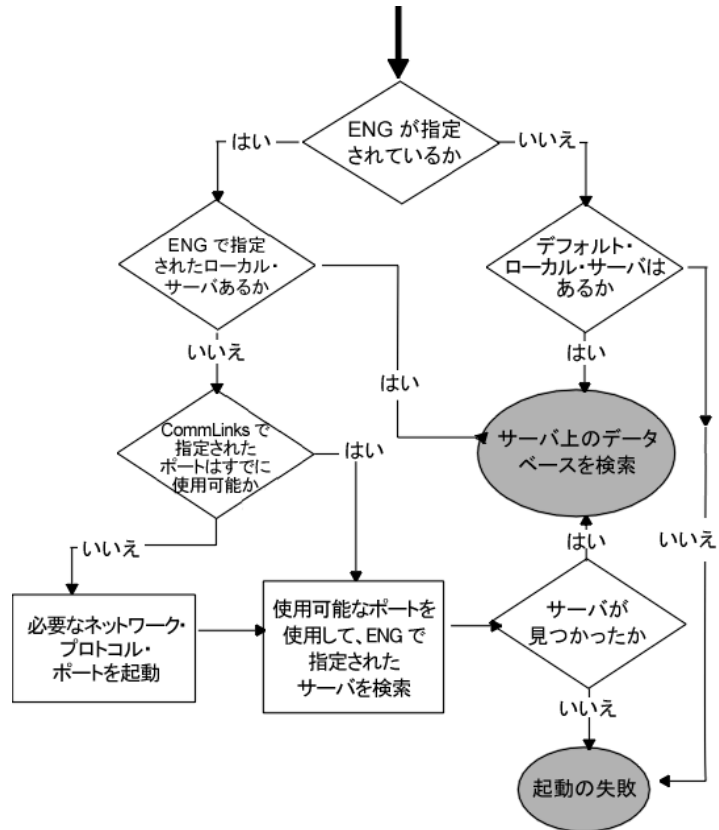 ENG が指定
されているか
はい
いいえ
ENG で指定
されたローカル・
サーバあるか
デフォルト・
ローカル・サーバは
あるか
いいえ
はい
はい
CommLinks で
指定された
ポートはすでに
使用可能か
はい
サーバ上のデータ
ベースを検索
いいえ
はい
いいえ
必要なネットワーク・
プロトコル・
ポートを起動
使用可能なポートを
使用して、ENG で
指定された
サーバを検索
サーバが
見つかったか
いいえ
起動の失敗